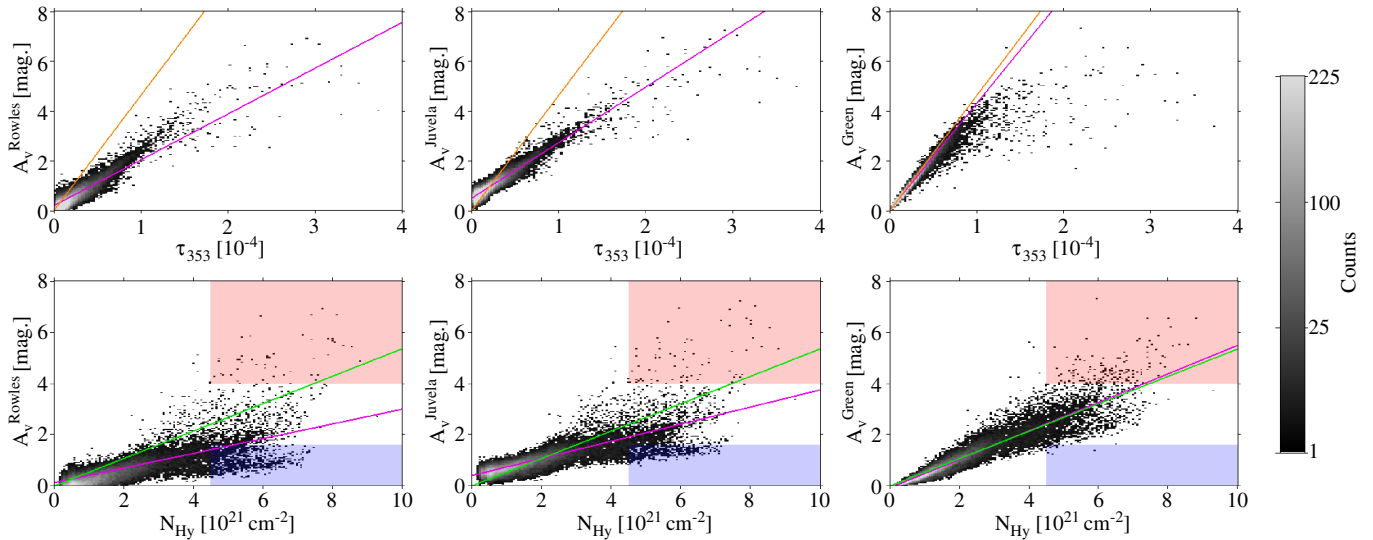 8
6
4
2
0
A_v^Rowles [mag.]
0 1 2 3 4
τ_353 [10^-4]
8
6
4
2
0
A_v^Juvela [mag.]
0 1 2 3 4
τ_353 [10^-4]
8
6
4
2
0
A_v^Green [mag.]
0 1 2 3 4
τ_353 [10^-4]
225
100
25
1
Counts
8
6
4
2
0
A_v^Rowles [mag.]
0 2 4 6 8 10
N_Hy [10^21 cm^-2]
8
6
4
2
0
A_v^Juvela [mag.]
0 2 4 6 8 10
N_Hy [10^21 cm^-2]
8
6
4
2
0
A_v^Green [mag.]
0 2 4 6 8 10
N_Hy [10^21 cm^-2]